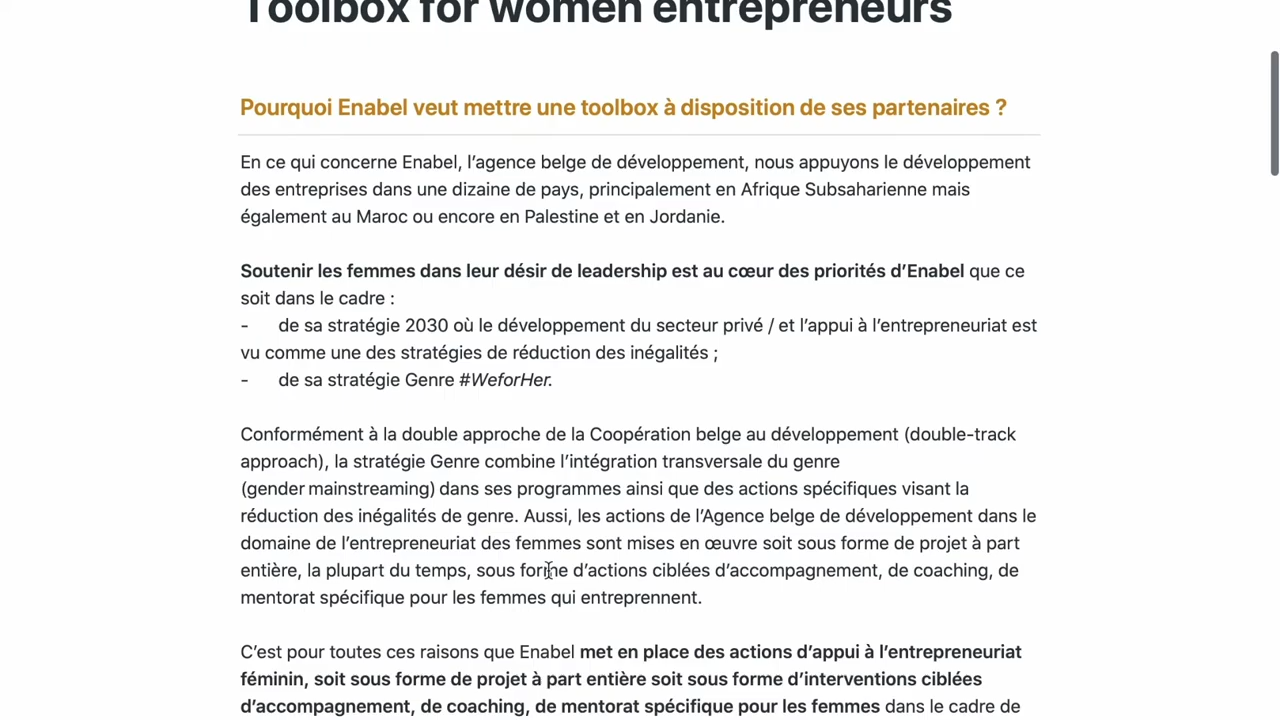 Toolbox for women entrepreneurs
Pourquoi Enabel veut mettre une toolbox à disposition de ses partenaires ?
En ce qui concerne Enabel, l’agence belge de développement, nous appuyons le développement
des entreprises dans une dizaine de pays, principalement en Afrique Subsaharienne mais
également au Maroc ou encore en Palestine et en Jordanie.
Soutenir les femmes dans leur désir de leadership est au cœur des priorités d’Enabel que ce
soit dans le cadre :
- de sa stratégie 2030 où le développement du secteur privé / et l’appui à l’entrepreneuriat est
vu comme une des stratégies de réduction des inégalités ;
- de sa stratégie Genre #WeforHer.
Conformément à la double approche de la Coopération belge au développement (double-track
approach), la stratégie Genre combine l’intégration transversale du genre
(gender mainstreaming) dans ses programmes ainsi que des actions spécifiques visant la
réduction des inégalités de genre. Aussi, les actions de l’Agence belge de développement dans le
domaine de l’entrepreneuriat des femmes sont mises en œuvre soit sous forme de projet à part
entière, la plupart du temps, sous forme d’actions ciblées d’accompagnement, de coaching, de
mentorat spécifique pour les femmes qui entreprennent.
C’est pour toutes ces raisons que Enabel met en place des actions d’appui à l’entrepreneuriat
féminin, soit sous forme de projet à part entière soit sous forme d’interventions ciblées
d’accompagnement, de coaching, de mentorat spécifique pour les femmes dans le cadre de